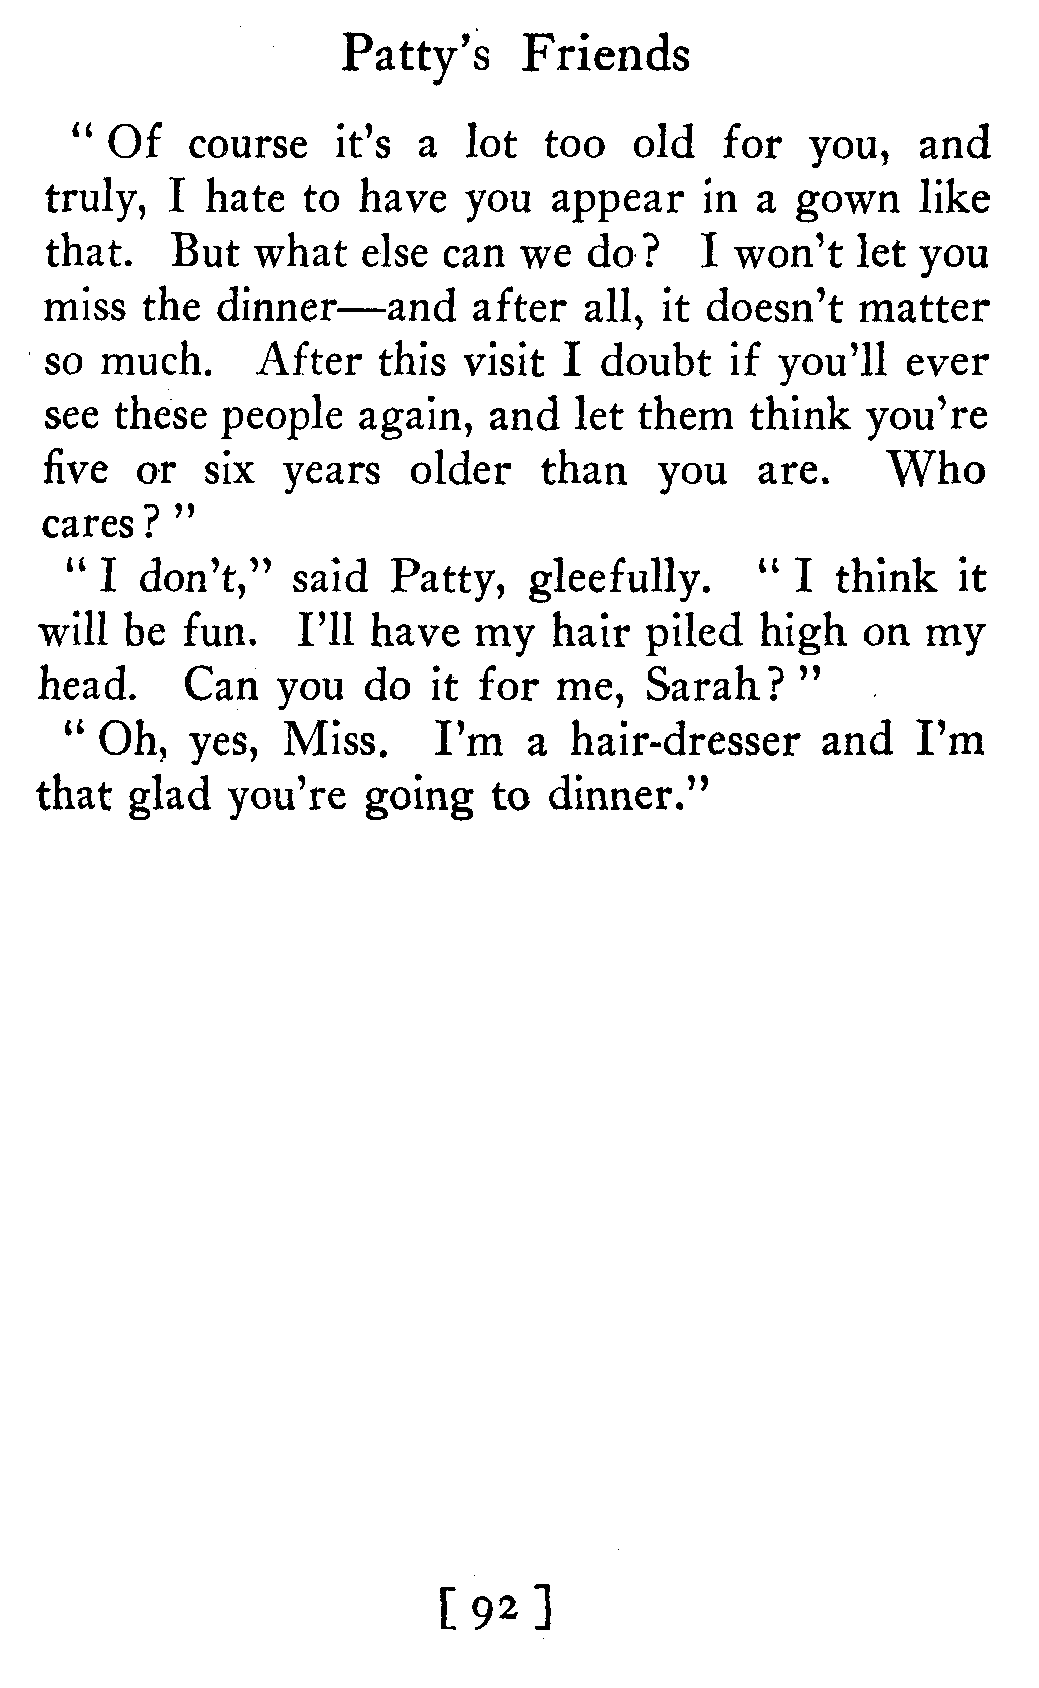 Patty's Friends
“ Of course it's a lot too old for you, and
truly, I hate to have you appear in a gown like
that. But what else can we do? I won't let you
miss the dinner—and after all, it doesn't matter
so much. After this visit I doubt if you'll ever
see these people again, and let them think you're
five or six years older than you are. Who
cares? ”
“ I don't,” said Patty, gleefully. “ I think it
will be fun. I'll have my hair piled high on my
head. Can you do it for me, Sarah? ”
“ Oh, yes, Miss. I'm a hair-dresser and I'm
that glad you're going to dinner.”
[ 92 ]